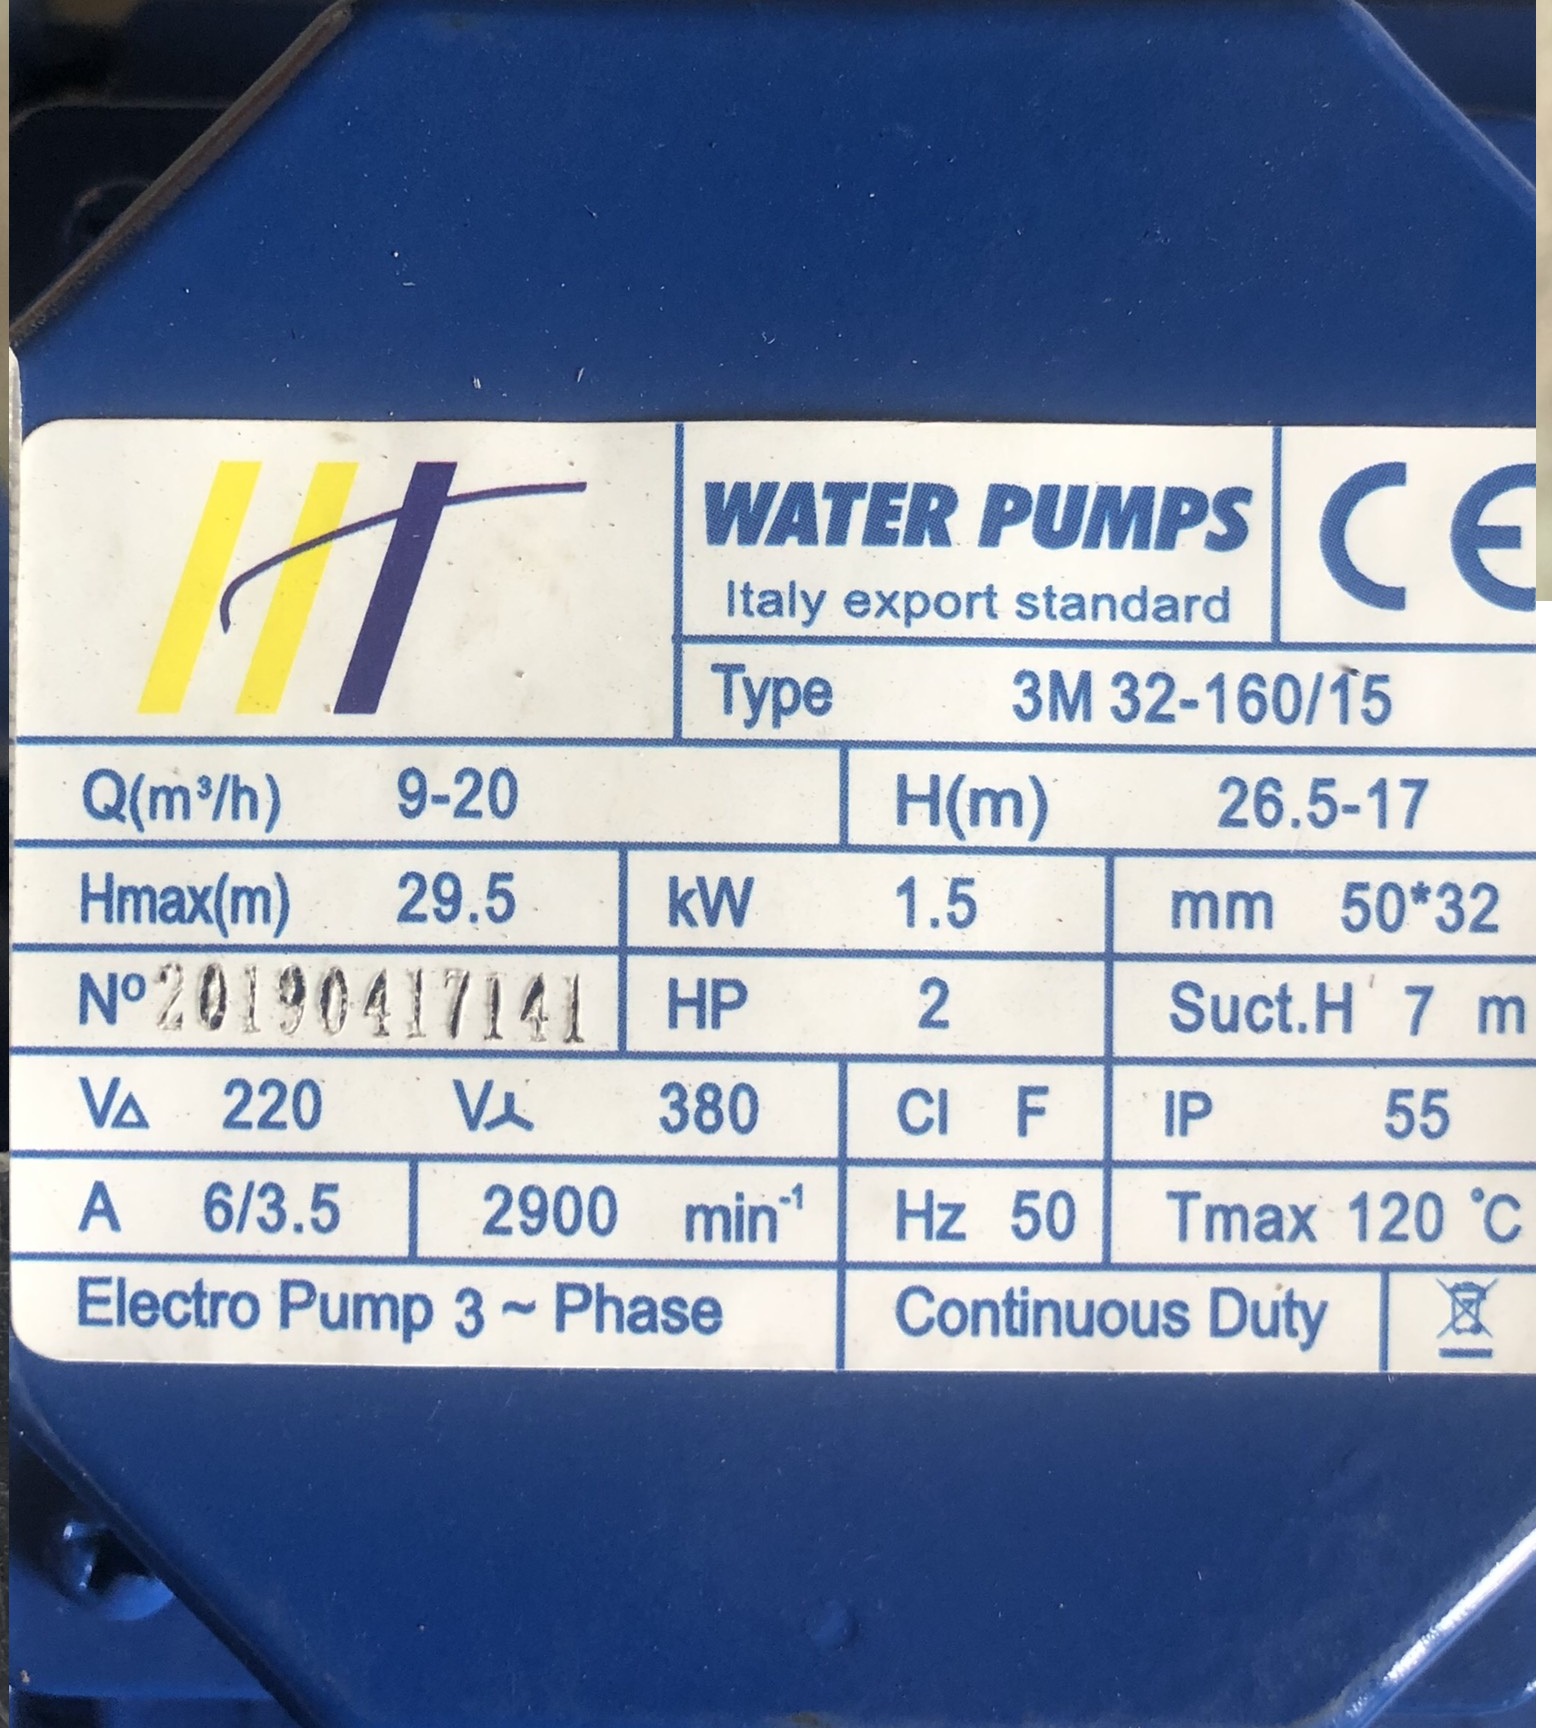 HT
WATER PUMPS
Italy export standard
CE
Type 3M 32-160/15
Q(m³/h) 9-20 H(m) 26.5-17
Hmax(m) 29.5 kW 1.5 mm 50*32
Nº 20190417141 HP 2 Suct.H 7 m
V△ 220 V⅄ 380 Cl F IP 55
A 6/3.5 2900 min⁻¹ Hz 50 Tmax 120 °C
Electro Pump 3 ~ Phase Continuous Duty